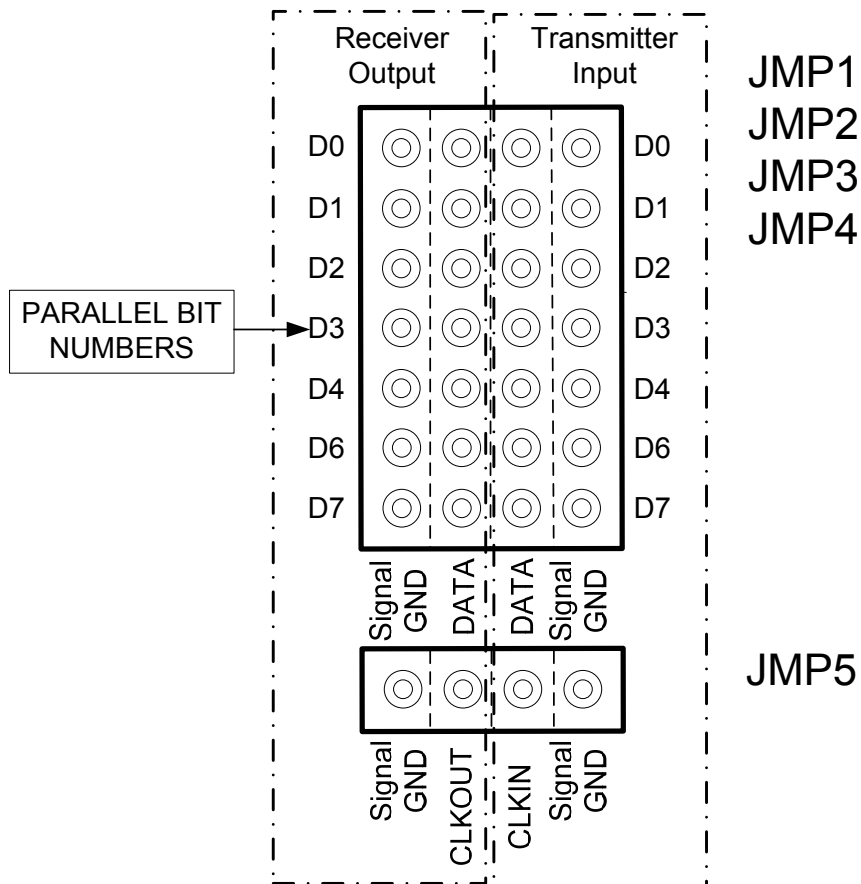 Receiver
Output
Transmitter
Input
JMP1
JMP2
JMP3
JMP4
D0 D0
D1 D1
D2 D2
PARALLEL BIT
NUMBERS
D3 D3
D4 D4
D6 D6
D7 D7
Signal
GND
DATA
DATA
Signal
GND
JMP5
Signal
GND
CLKOUT
CLKIN
Signal
GND